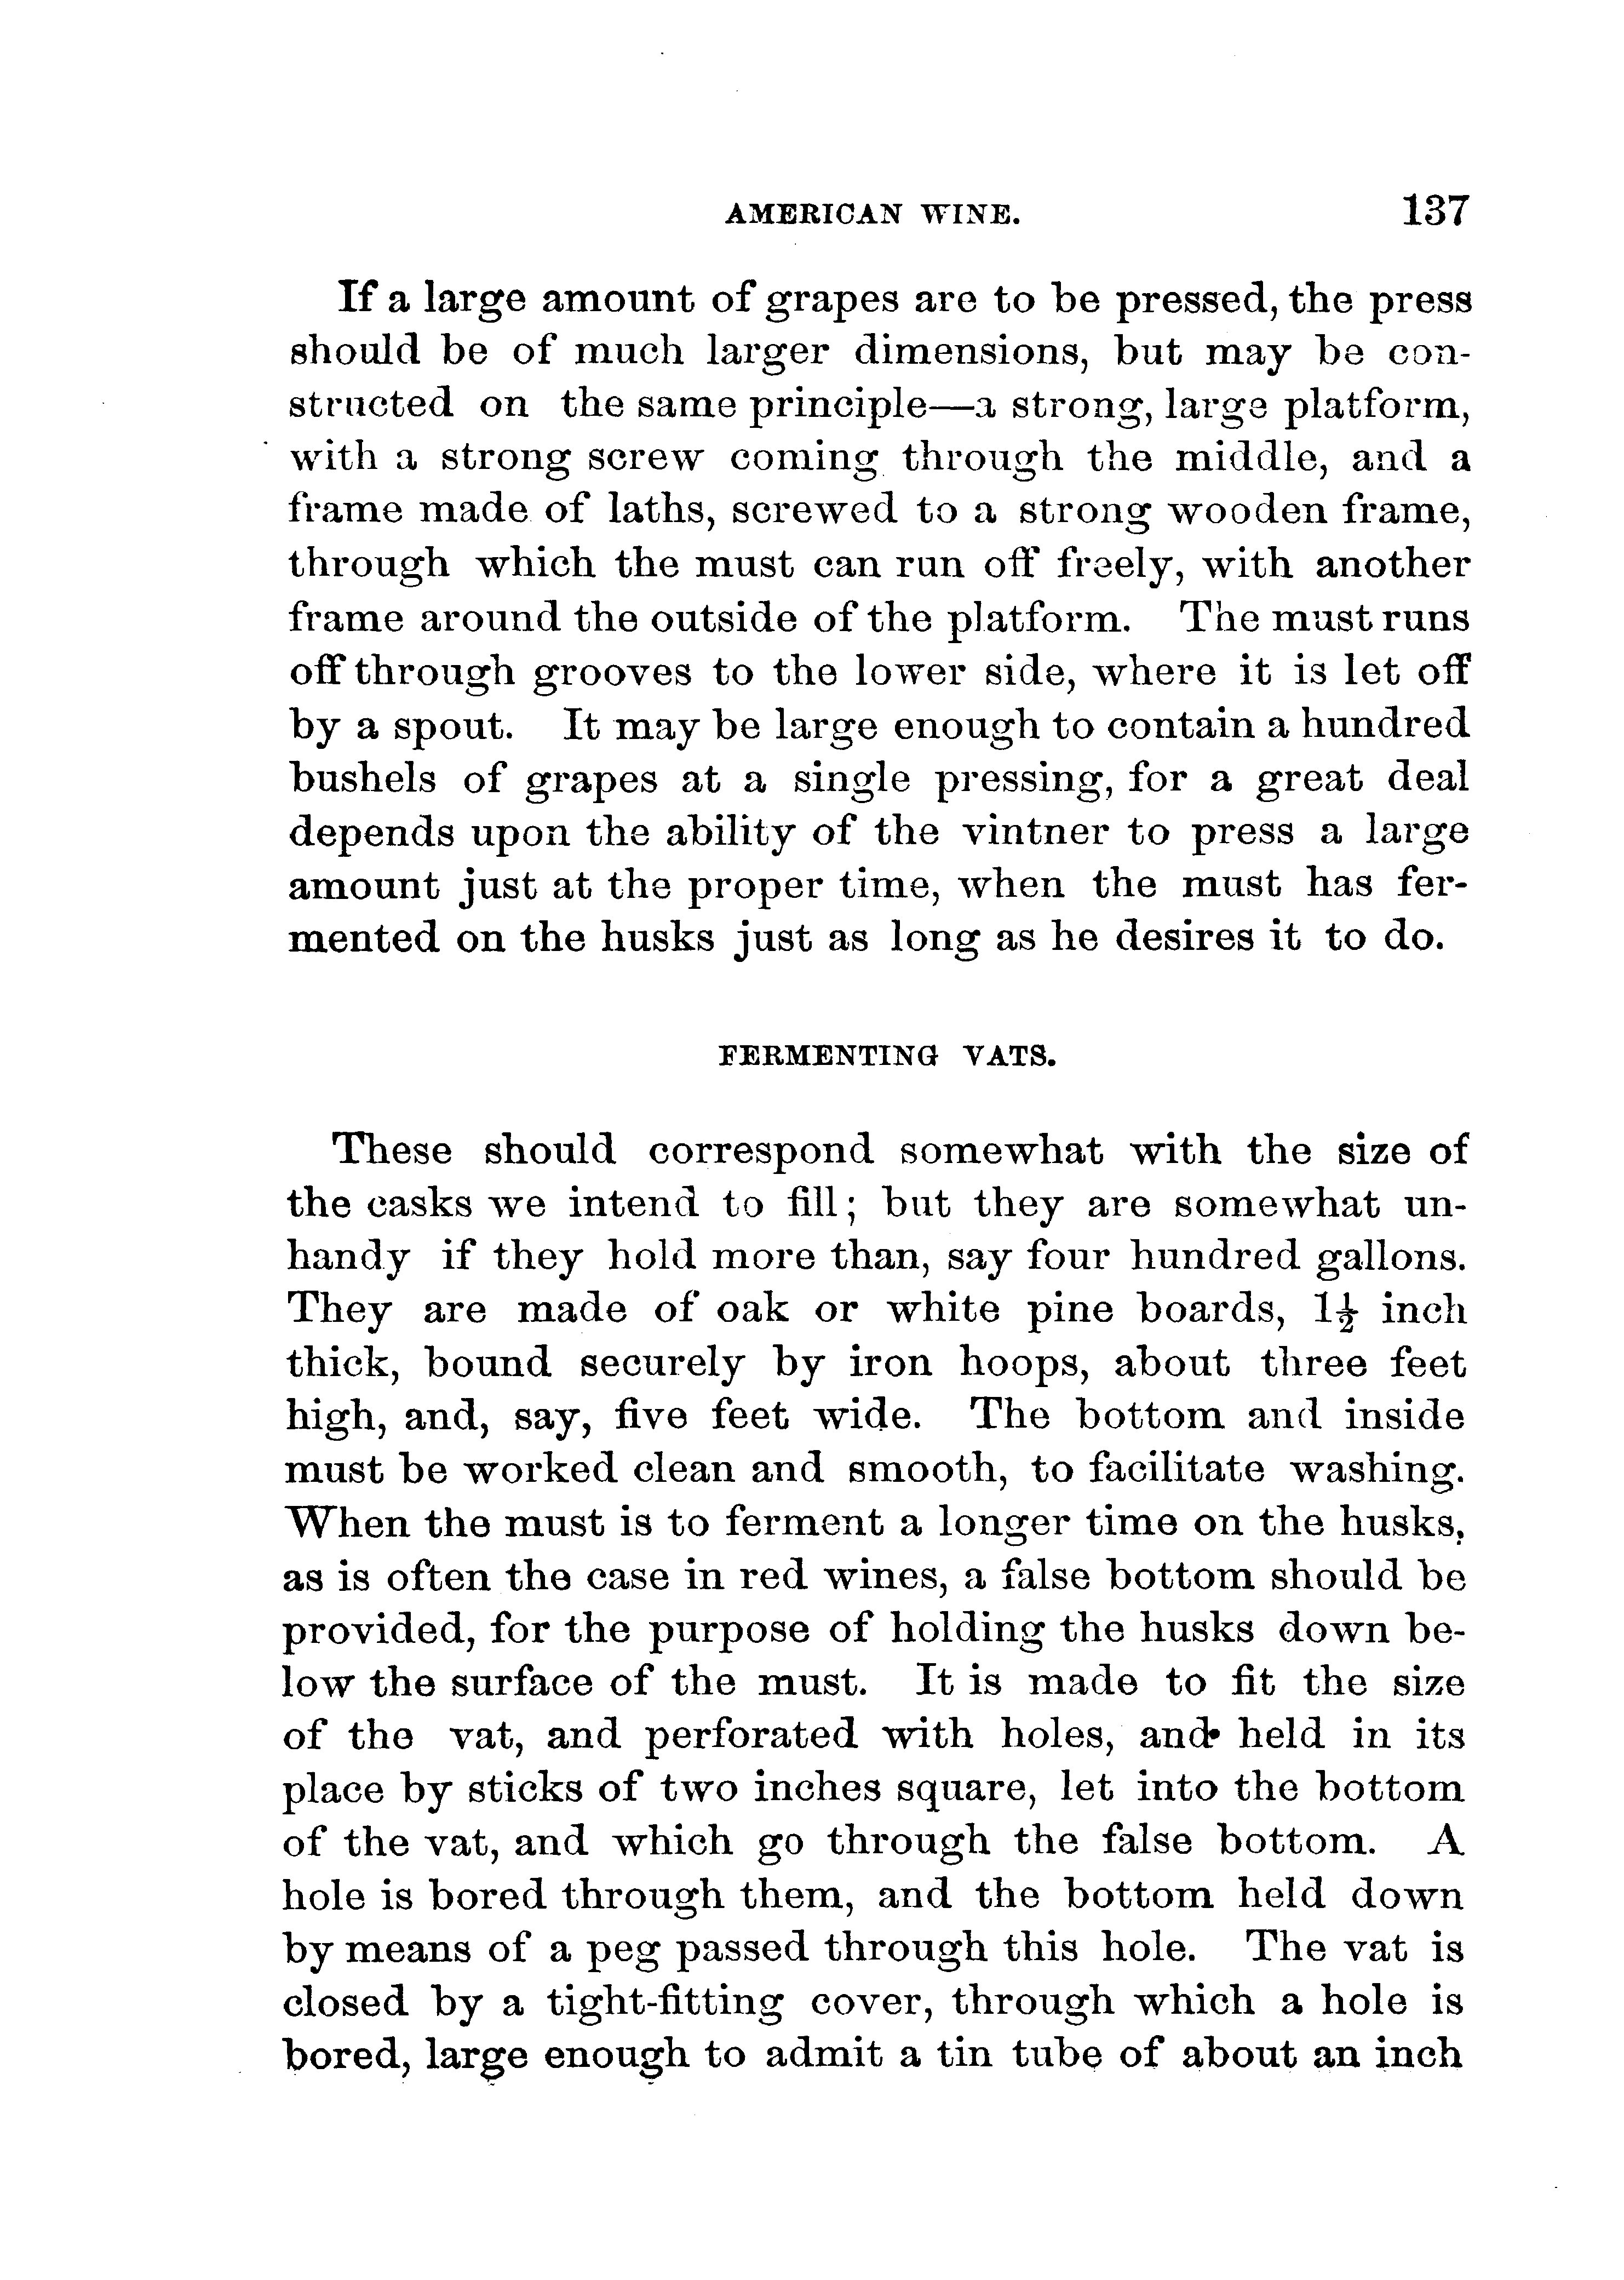 AMERICAN WINE. 137
If a large amount of grapes are to be pressed, the press
should be of much larger dimensions, but may be con-
structed on the same principle—a strong, large platform,
with a strong screw coming through the middle, and a
frame made of laths, screwed to a strong wooden frame,
through which the must can run off freely, with another
frame around the outside of the platform. The must runs
off through grooves to the lower side, where it is let off
by a spout. It may be large enough to contain a hundred
bushels of grapes at a single pressing, for a great deal
depends upon the ability of the vintner to press a large
amount just at the proper time, when the must has fer-
mented on the husks just as long as he desires it to do.
FERMENTING VATS.
These should correspond somewhat with the size of
the casks we intend to fill; but they are somewhat un-
handy if they hold more than, say four hundred gallons.
They are made of oak or white pine boards, 1½ inch
thick, bound securely by iron hoops, about three feet
high, and, say, five feet wide. The bottom and inside
must be worked clean and smooth, to facilitate washing.
When the must is to ferment a longer time on the husks,
as is often the case in red wines, a false bottom should be
provided, for the purpose of holding the husks down be-
low the surface of the must. It is made to fit the size
of the vat, and perforated with holes, and held in its
place by sticks of two inches square, let into the bottom
of the vat, and which go through the false bottom. A
hole is bored through them, and the bottom held down
by means of a peg passed through this hole. The vat is
closed by a tight-fitting cover, through which a hole is
bored, large enough to admit a tin tube of about an inch